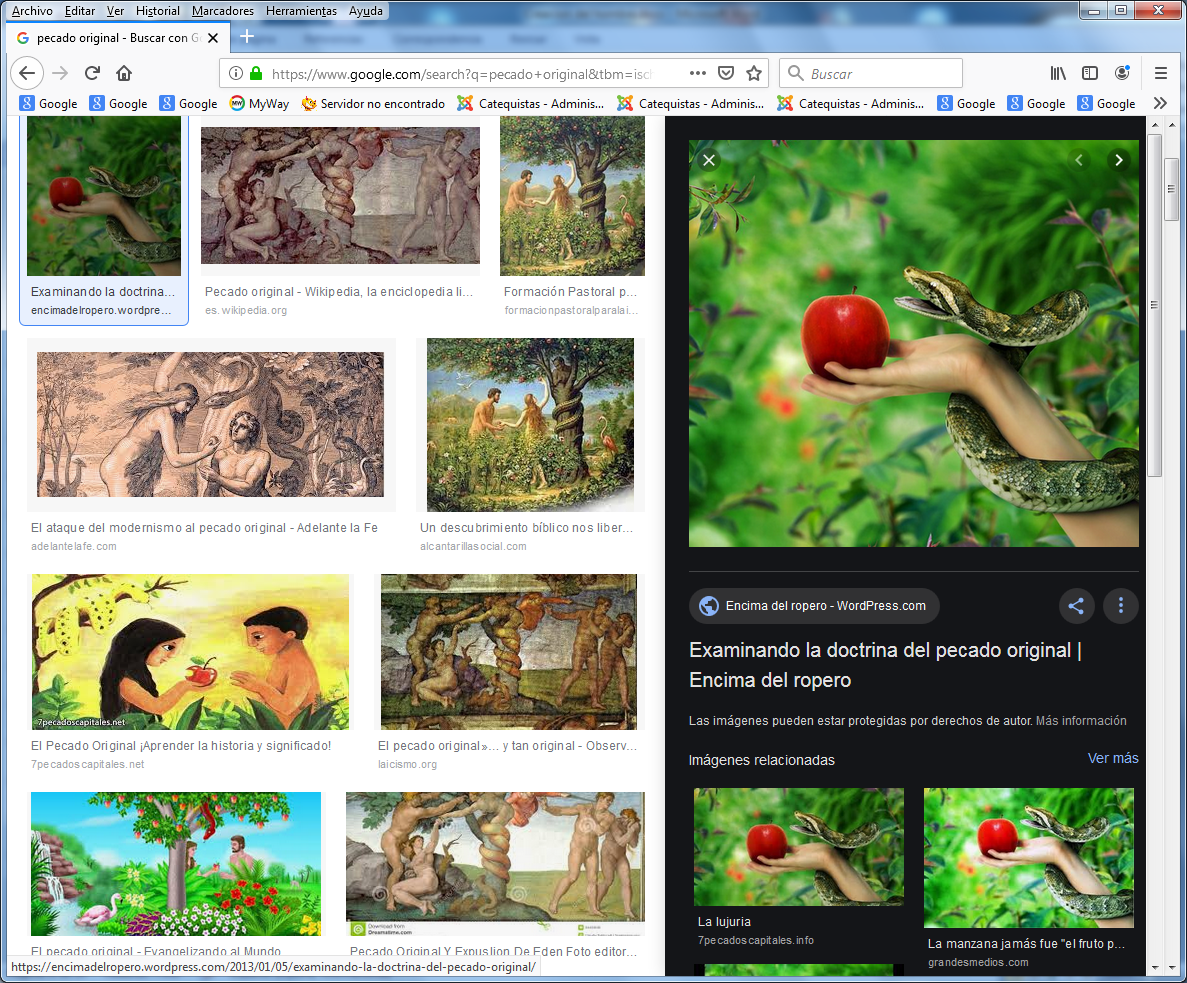 Archivo Editar Ver Historial Marcadores Herramientas Ayuda
pecado original - Buscar con G
https://www.google.com/search?q=pecado+original&tbm=isc
Buscar
Google Google Google MyWay Servidor no encontrado Catequistas - Adminis... Catequistas - Adminis... Catequistas - Adminis... Google Google Google
Examinando la doctrina...
encimadelropero.wordpre...
Pecado original - Wikipedia, la enciclopedia li...
es.wikipedia.org
Formación Pastoral p...
formacionpastoralparalai...
El ataque del modernismo al pecado original - Adelante la Fe
adelantelafe.com
Un descubrimiento bíblico nos liber...
alcantarillasocial.com
7pecadoscapitales.net
El Pecado Original ¡Aprender la historia y significado!
7pecadoscapitales.net
El pecado original»... y tan original - Observ...
laicismo.org
Download from
Dreamstime.com
El pecado original - Evangelizando al Mundo
Pecado Original Y Expuslion De Eden Foto editor...
https://encimadelropero.wordpress.com/2013/01/05/examinando-la-doctrina-del-pecado-original/
Encima del ropero - WordPress.com
Examinando la doctrina del pecado original |
Encima del ropero
Las imágenes pueden estar protegidas por derechos de autor. Más información
Imágenes relacionadas
Ver más
La lujuria
7pecadoscapitales.info
La manzana jamás fue "el fruto p...
grandesmedios.com